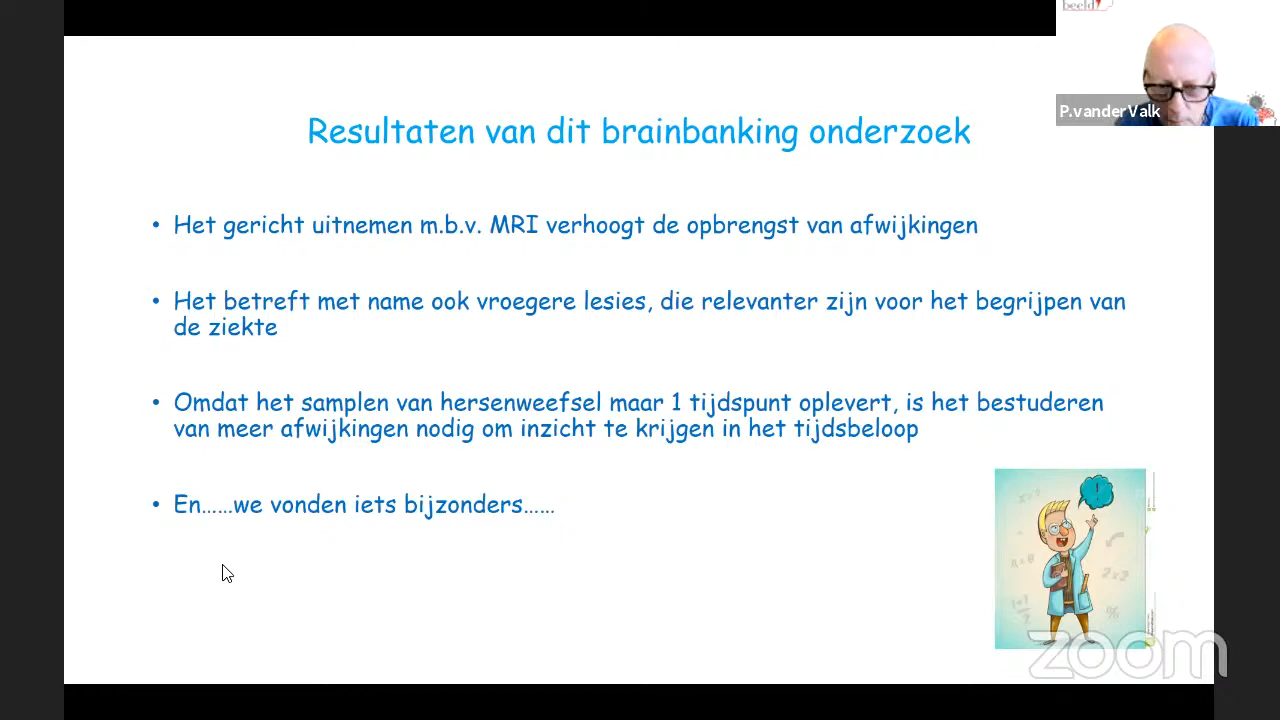 beeld
P.vanderValk
Resultaten van dit brainbanking onderzoek
• Het gericht uitnemen m.b.v. MRI verhoogt de opbrengst van afwijkingen
• Het betreft met name ook vroegere lesies, die relevanter zijn voor het begrijpen van
de ziekte
• Omdat het samplen van hersenweefsel maar 1 tijdspunt oplevert, is het bestuderen
van meer afwijkingen nodig om inzicht te krijgen in het tijdsbeloop
• En……we vonden iets bijzonders……
!
2x2
%
zoom